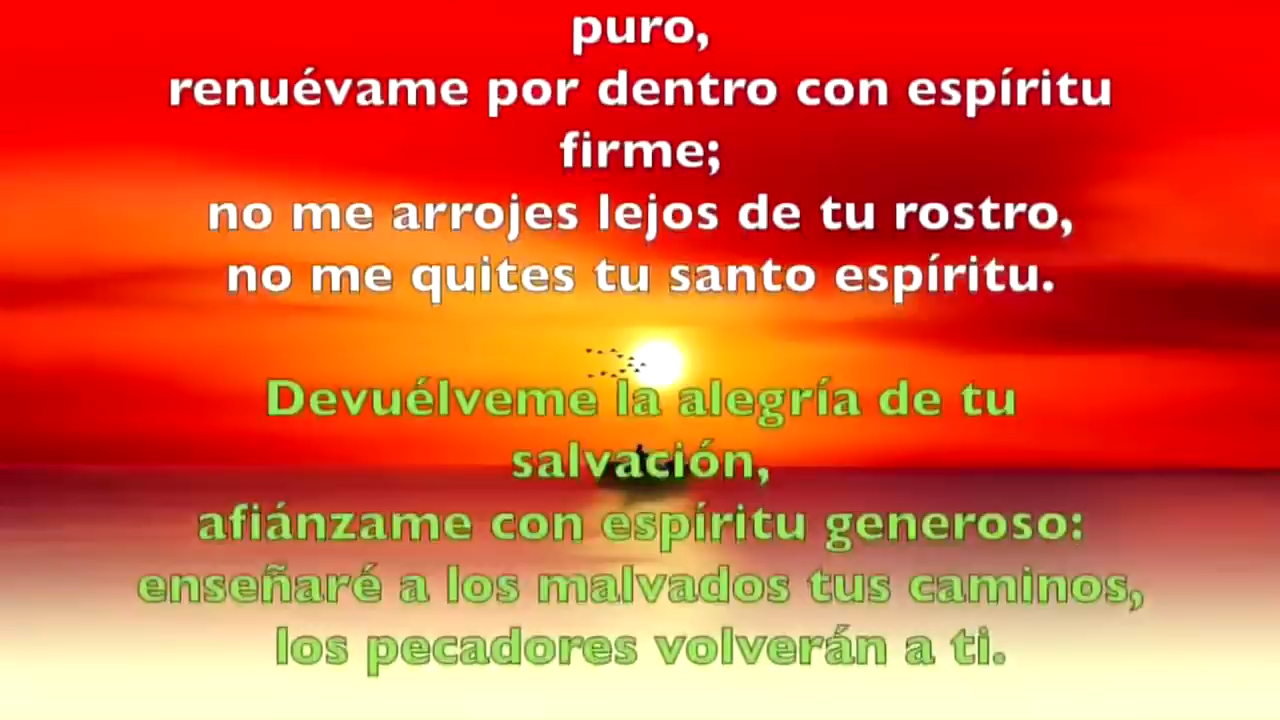 puro,
renuévame por dentro con espíritu
firme;
no me arrojes lejos de tu rostro,
no me quites tu santo espíritu.
Devuélveme la alegría de tu
salvación,
afiánzame con espíritu generoso:
enseñaré a los malvados tus caminos,
los pecadores volverán a ti.